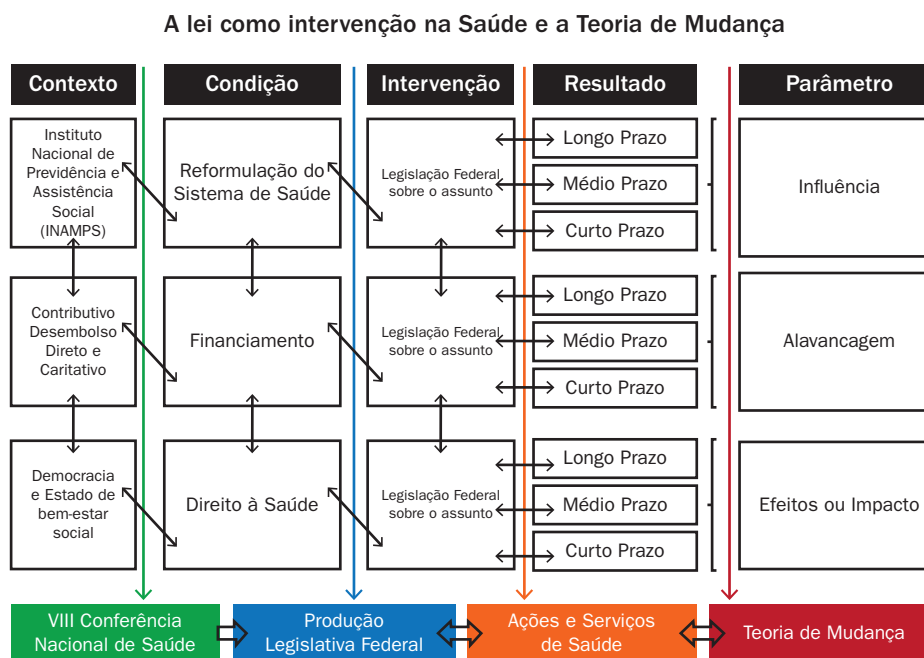 A lei como intervenção na Saúde e a Teoria de Mudança
Contexto
Condição
Intervenção
Resultado
Parâmetro
Instituto
Nacional de
Previdência e
Assistência
Social
(INAMPS)
Reformulação do
Sistema de Saúde
Legislação Federal
sobre o assunto
Longo Prazo
Médio Prazo
Curto Prazo
Influência
Contributivo
Desembolso
Direto e
Caritativo
Financiamento
Legislação Federal
sobre o assunto
Longo Prazo
Médio Prazo
Curto Prazo
Alavancagem
Democracia
e Estado de
bem-estar
social
Direito à Saúde
Legislação Federal
sobre o assunto
Longo Prazo
Médio Prazo
Curto Prazo
Efeitos ou Impacto
VIII Conferência
Nacional de Saúde
Produção
Legislativa Federal
Ações e Serviços
de Saúde
Teoria de Mudança